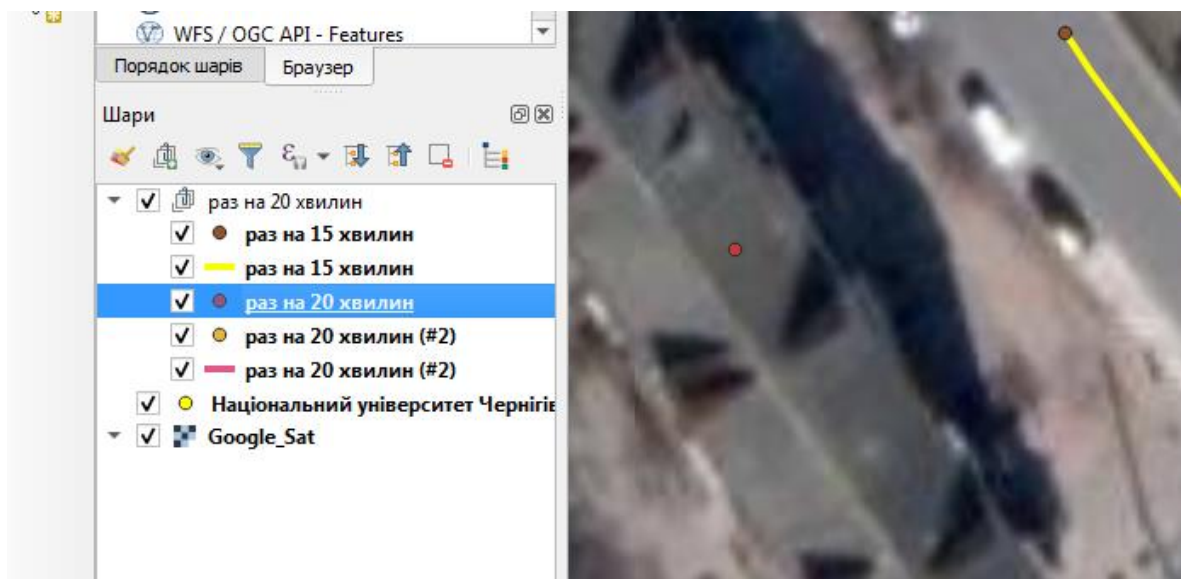 WFS / OGC API - Features
Порядок шарів
Браузер
Шари
раз на 20 хвилин
раз на 15 хвилин
раз на 15 хвилин
раз на 20 хвилин
раз на 20 хвилин (#2)
раз на 20 хвилин (#2)
Національний університет Чернігів
Google_Sat